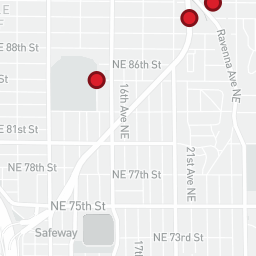 NE 88th St
NE 86th St
16th Ave NE
Ravenna Ave NE
NE 81st St
NE 78th St
NE 77th St
21st Ave NE
NE 75th St
Safeway
NE 73rd St